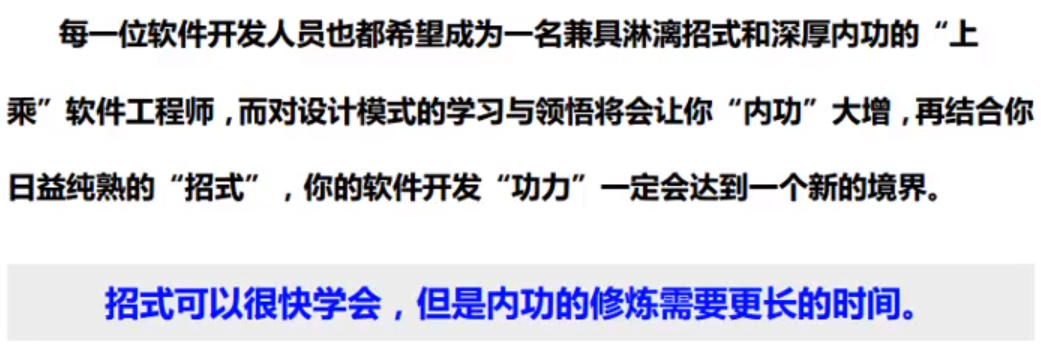 每一位软件开发人员也都希望成为一名兼具淋漓招式和深厚内功的“上
乘”软件工程师，而对设计模式的学习与领悟将会让你“内功”大增，再结合你
日益纯熟的“招式”，你的软件开发“功力”一定会达到一个新的境界。
招式可以很快学会，但是内功的修炼需要更长的时间。